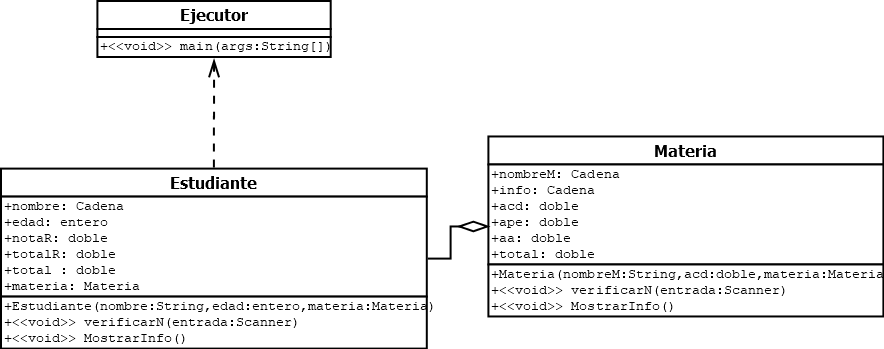 Ejecutor
+<<void>> main(args:String[])
Estudiante
+nombre: Cadena
+edad: entero
+notaR: doble
+totalR: doble
+total : doble
+materia: Materia
+Estudiante(nombre:String,edad:entero,materia:Materia)
+<<void>> verificarN(entrada:Scanner)
+<<void>> MostrarInfo()
Materia
+nombreM: Cadena
+info: Cadena
+acd: doble
+ape: doble
+aa: doble
+total: doble
+Materia(nombreM:String,acd:doble,materia:Materia
+<<void>> verificarN(entrada:Scanner)
+<<void>> MostrarInfo()